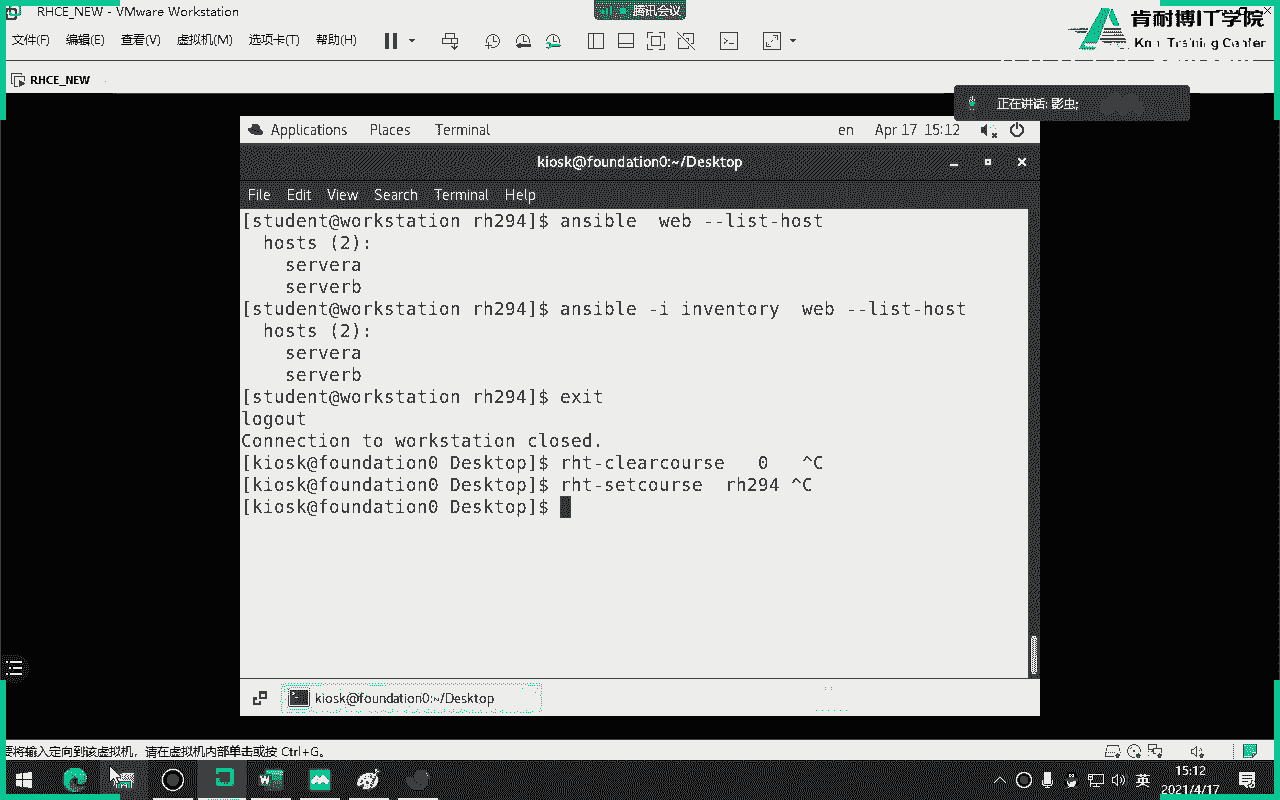 RHCE_NEW - VMware Workstation
腾讯会议
文件(F) 编辑(E) 查看(V) 虚拟机(M) 选项卡(T) 帮助(H)
肯耐博IT学院
Training Center
RHCE_NEW
正在讲话: 影虫;
Applications Places Terminal en Apr 17 15:12
kiosk@foundation0:~/Desktop
File Edit View Search Terminal Help
[student@workstation rh294]$ ansible  web --list-host
  hosts (2):
    servera
    serverb
[student@workstation rh294]$ ansible -i inventory  web --list-host
  hosts (2):
    servera
    serverb
[student@workstation rh294]$ exit
logout
Connection to workstation closed.
[kiosk@foundation0 Desktop]$ rht-clearcourse   0   ^C
[kiosk@foundation0 Desktop]$ rht-setcourse  rh294 ^C
[kiosk@foundation0 Desktop]$
kiosk@foundation0:~/Desktop
要将输入定向到该虚拟机，请在虚拟机内部单击或按 Ctrl+G。
英
15:12
2021/4/17